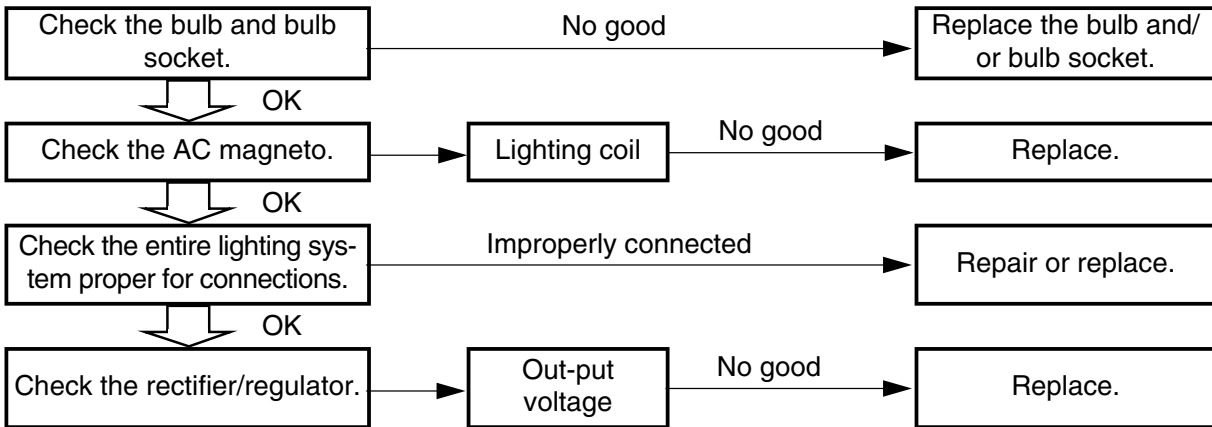 Check the bulb and bulb
socket.
No good
Replace the bulb and/
or bulb socket.
OK
Check the AC magneto.
Lighting coil
No good
Replace.
OK
Check the entire lighting sys-
tem proper for connections.
Improperly connected
Repair or replace.
OK
Check the rectifier/regulator.
Out-put
voltage
No good
Replace.